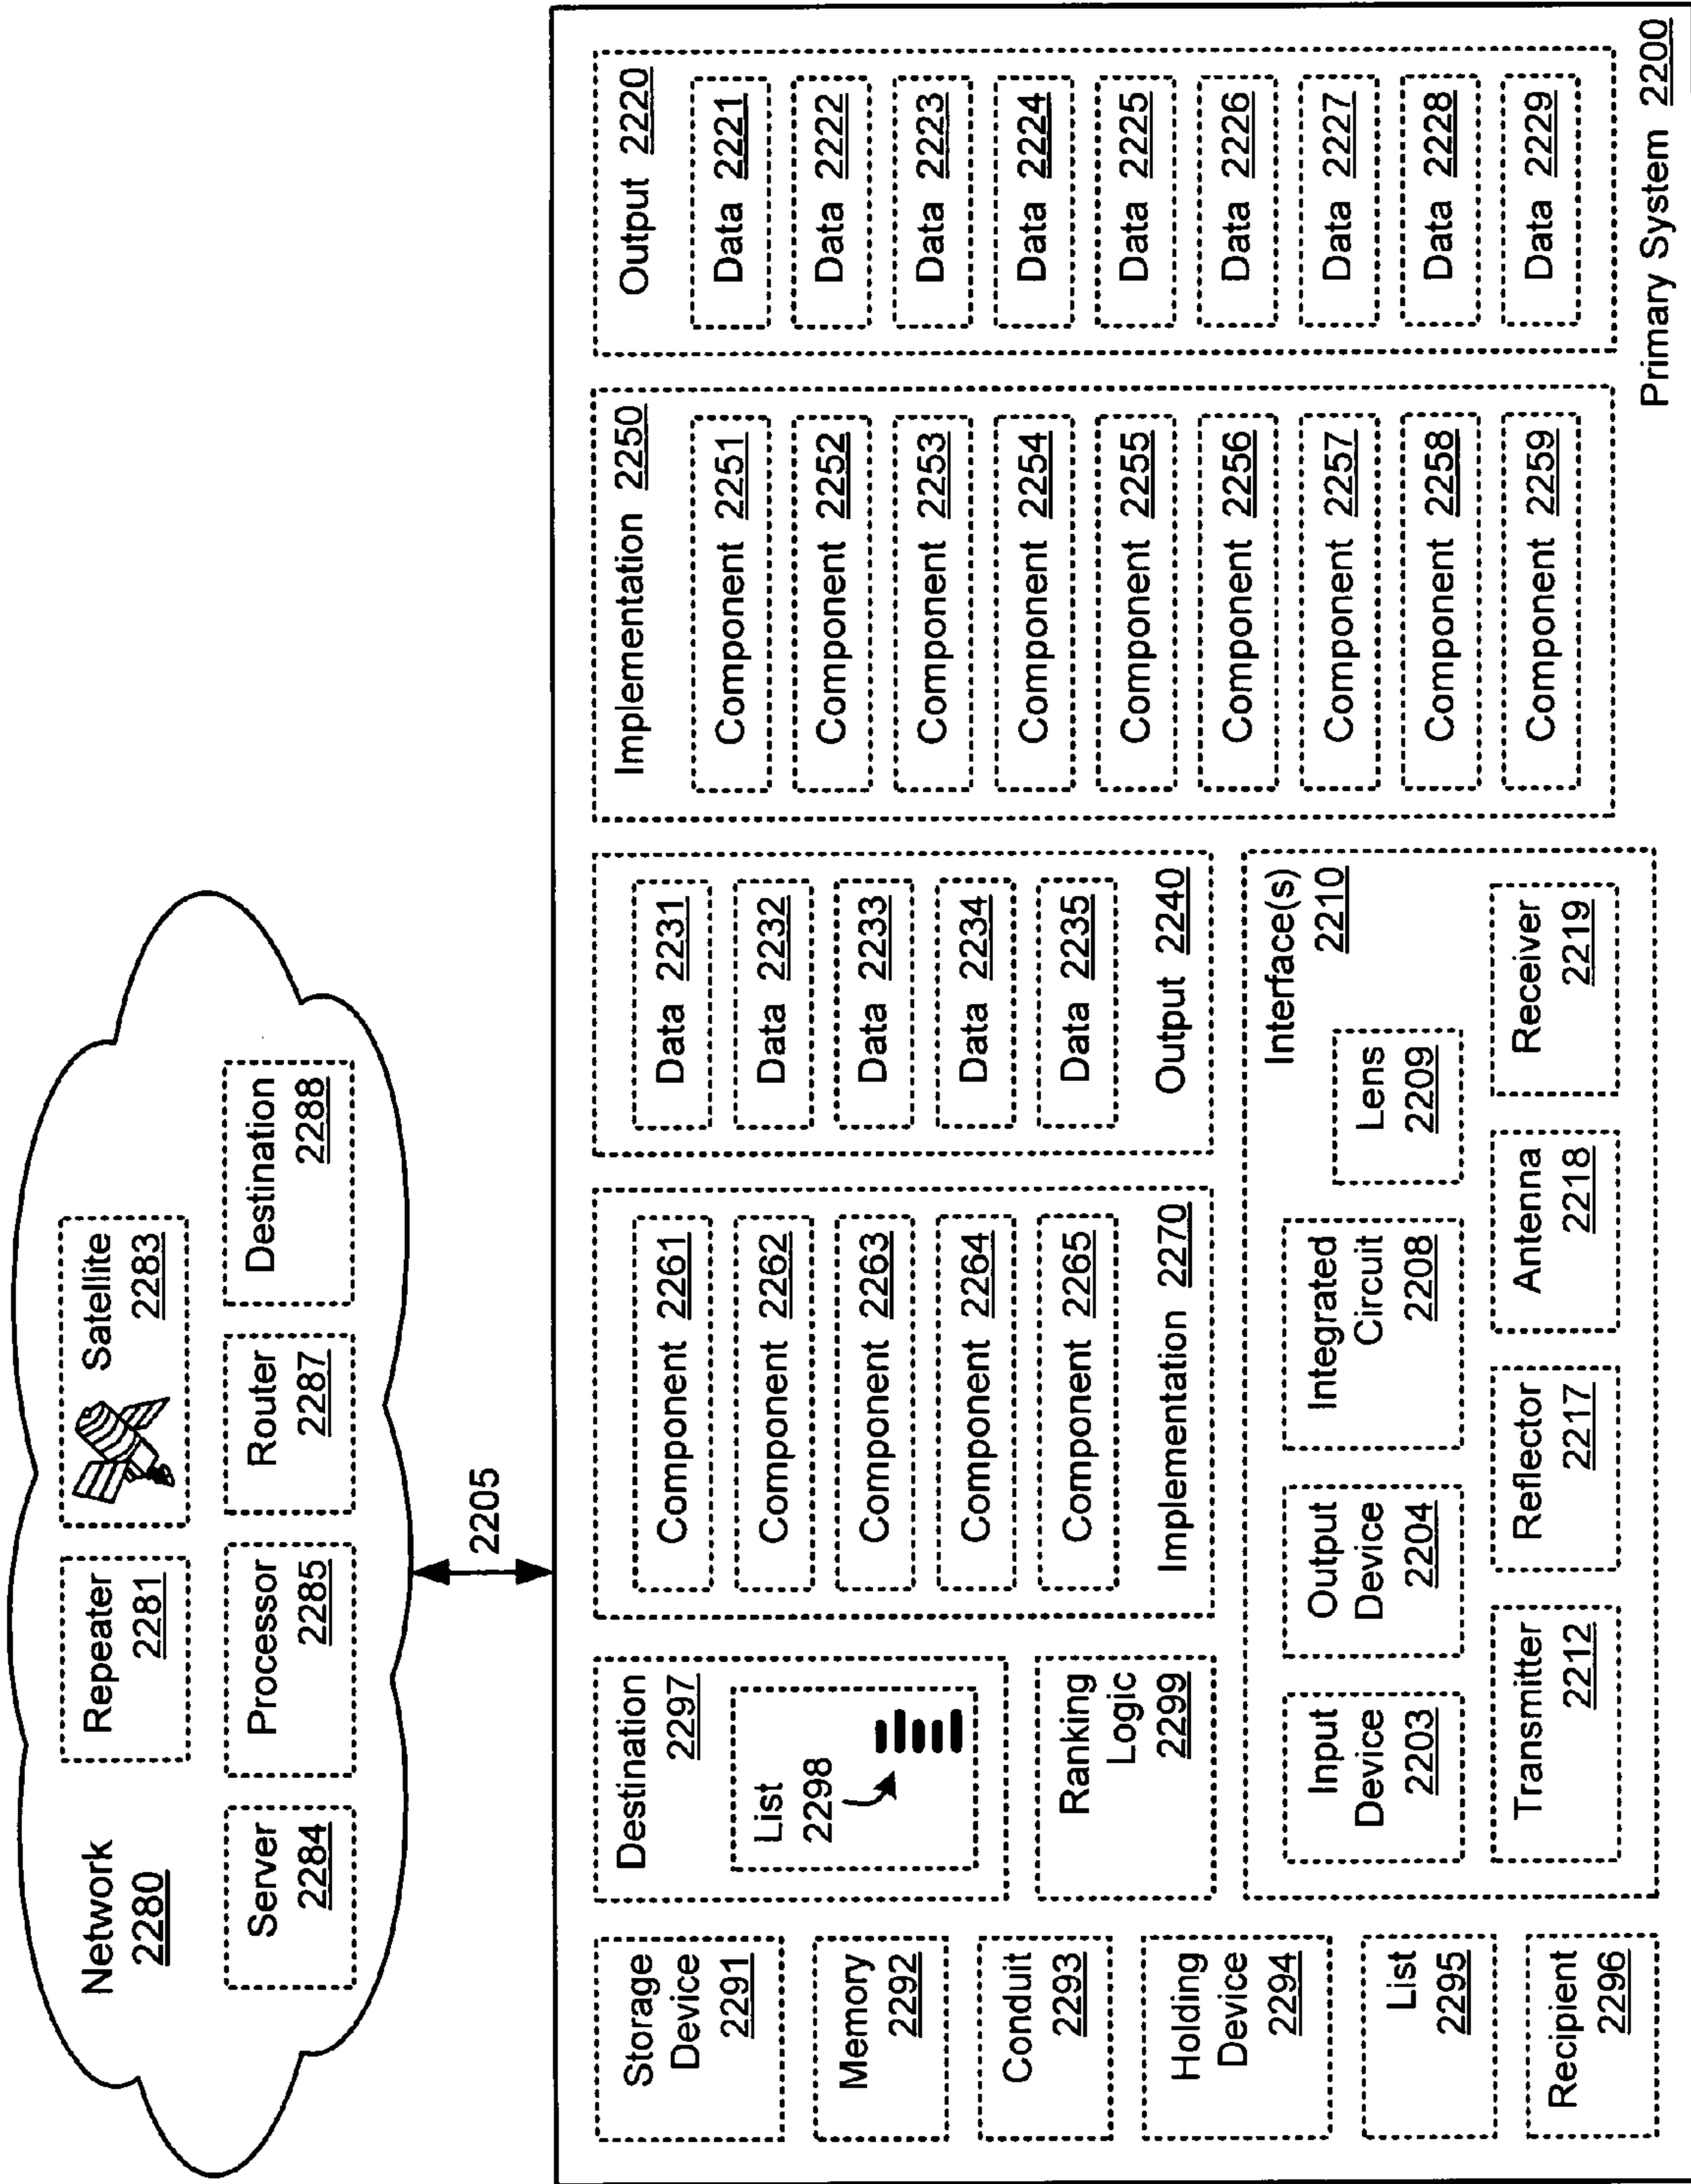 Network
2280
Repeater
2281
Satellite
2283
Server
2284
Processor
2285
Router
2287
Destination
2288
2205
Storage
Device
2291
Memory
2292
Conduit
2293
Holding
Device
2294
List
2295
Recipient
2296
Destination
2297
List
2298
Ranking
Logic
2299
Component 2261
Component 2262
Component 2263
Component 2264
Component 2265
Implementation 2270
Data 2231
Data 2232
Data 2233
Data 2234
Data 2235
Output 2240
Interface(s)
2210
Input
Device
2203
Output
Device
2204
Integrated
Circuit
2208
Lens
2209
Transmitter
2212
Reflector
2217
Antenna
2218
Receiver
2219
Implementation 2250
Component 2251
Component 2252
Component 2253
Component 2254
Component 2255
Component 2256
Component 2257
Component 2258
Component 2259
Output 2220
Data 2221
Data 2222
Data 2223
Data 2224
Data 2225
Data 2226
Data 2227
Data 2228
Data 2229
Primary System 2200